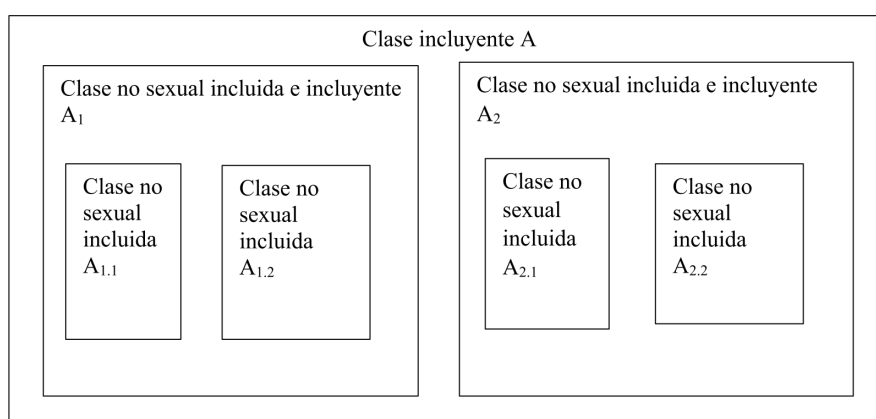 Clase incluyente A
Clase no sexual incluida e incluyente
A₁
Clase no
sexual
incluida
A₁.₁
Clase no
sexual
incluida
A₁.₂
Clase no sexual incluida e incluyente
A₂
Clase no
sexual
incluida
A₂.₁
Clase no
sexual
incluida
A₂.₂